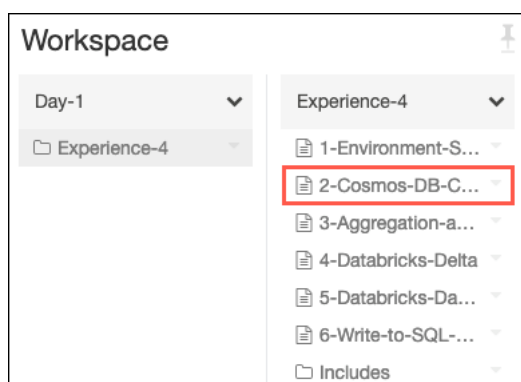 Workspace
Day-1
Experience-4
Experience-4
1-Environment-S...
2-Cosmos-DB-C...
3-Aggregation-a...
4-Databricks-Delta
5-Databricks-Da...
6-Write-to-SQL-...
Includes